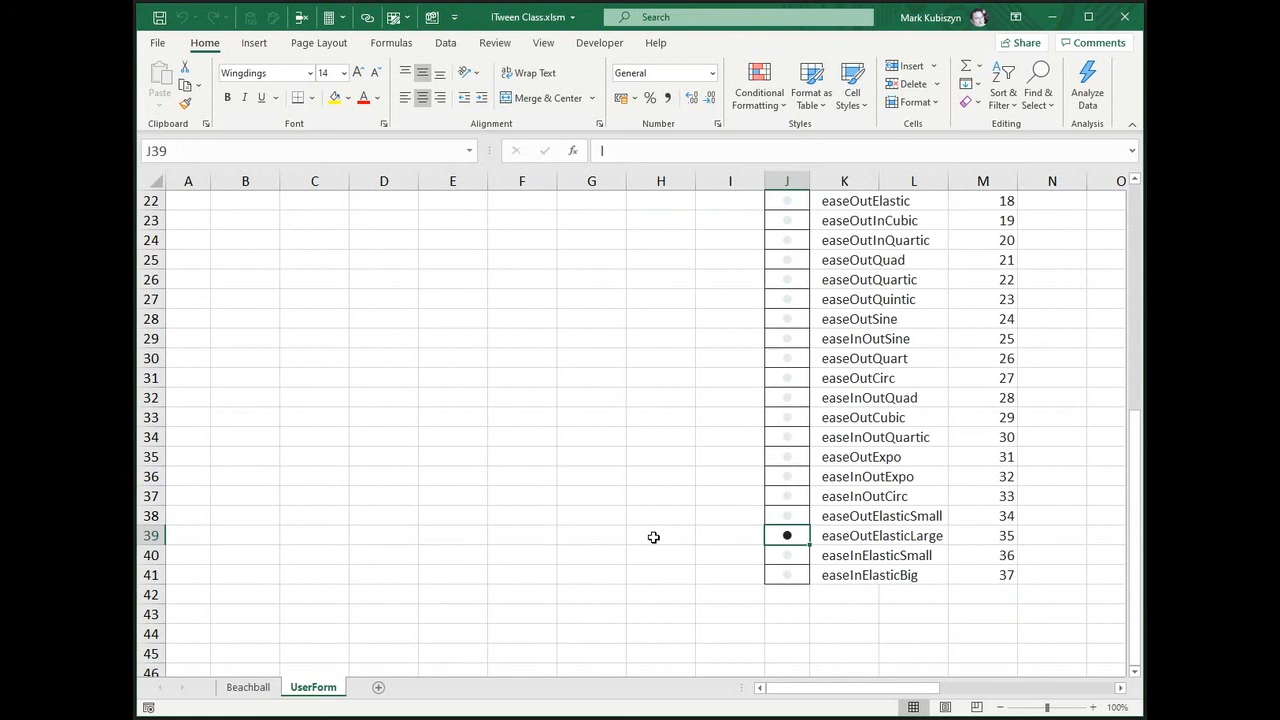 ITween Class.xlsm
Search
Mark Kubiszyn
File Home Insert Page Layout Formulas Data Review View Developer Help
Share Comments
Paste
Wingdings 14
B I U
Wrap Text
Merge & Center
General
Conditional Formatting
Format as Table
Cell Styles
Insert
Delete
Format
Sort & Filter
Find & Select
Analyze Data
Clipboard Font Alignment Number Styles Cells Editing Analysis
J39 fx l
A B C D E F G H I J K L M N O
22 easeOutElastic 18
23 easeOutInCubic 19
24 easeOutInQuartic 20
25 easeOutQuad 21
26 easeOutQuartic 22
27 easeOutQuintic 23
28 easeOutSine 24
29 easeInOutSine 25
30 easeOutQuart 26
31 easeOutCirc 27
32 easeInOutQuad 28
33 easeOutCubic 29
34 easeInOutQuartic 30
35 easeOutExpo 31
36 easeInOutExpo 32
37 easeInOutCirc 33
38 easeOutElasticSmall 34
39 easeOutElasticLarge 35
40 easeInElasticSmall 36
41 easeInElasticBig 37
42
43
44
45
46
Beachball UserForm
100%